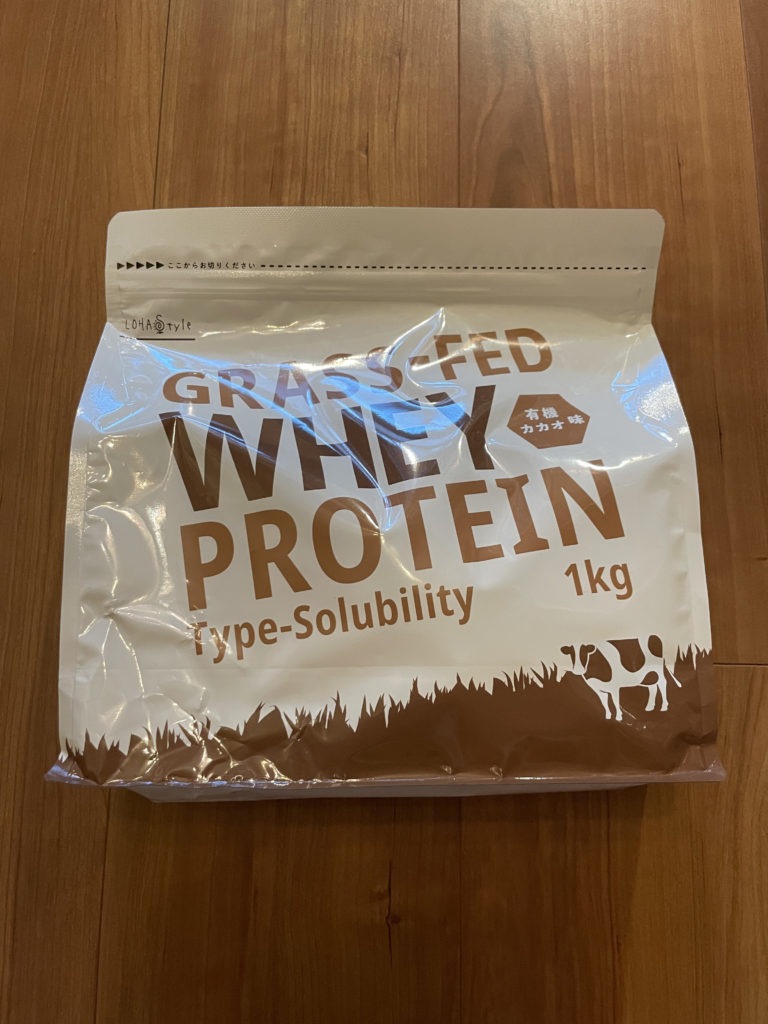 ここからお切りください
LOHAStyle
GRASS-FED
WHEY
有機
カカオ味
PROTEIN
Type-Solubility
1kg